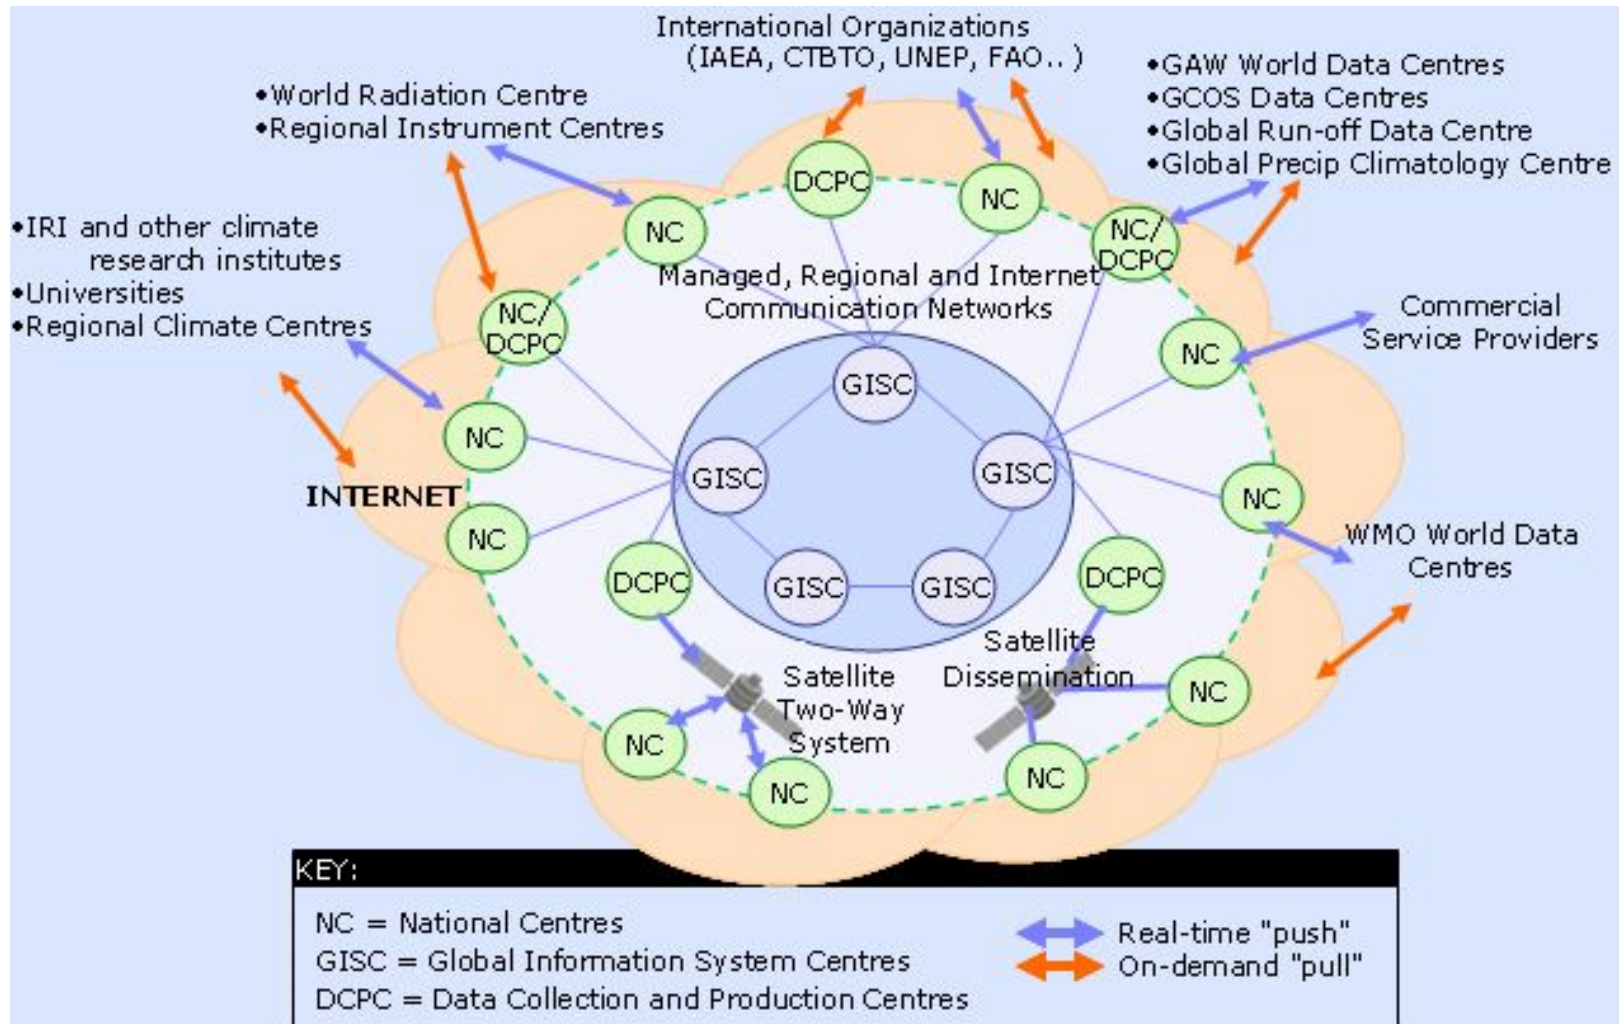 International Organizations
(IAEA, CTBTO, UNEP, FAO.. )
•World Radiation Centre
•Regional Instrument Centres
•GAW World Data Centres
•GCOS Data Centres
•Global Run-off Data Centre
•Global Precip Climatology Centre
•IRI and other climate
research institutes
•Universities
•Regional Climate Centres
DCPC
NC
NC
NC/
DCPC
NC/
DCPC
Managed, Regional and Internet
Communication Networks
Commercial
Service Providers
NC
GISC
NC
GISC
GISC
INTERNET
NC
NC
WMO World Data
Centres
DCPC
GISC
GISC
DCPC
Satellite
Two-Way
System
Satellite
Dissemination
NC
NC
NC
NC
KEY:
NC = National Centres
GISC = Global Information System Centres
DCPC = Data Collection and Production Centres
Real-time "push"
On-demand "pull"